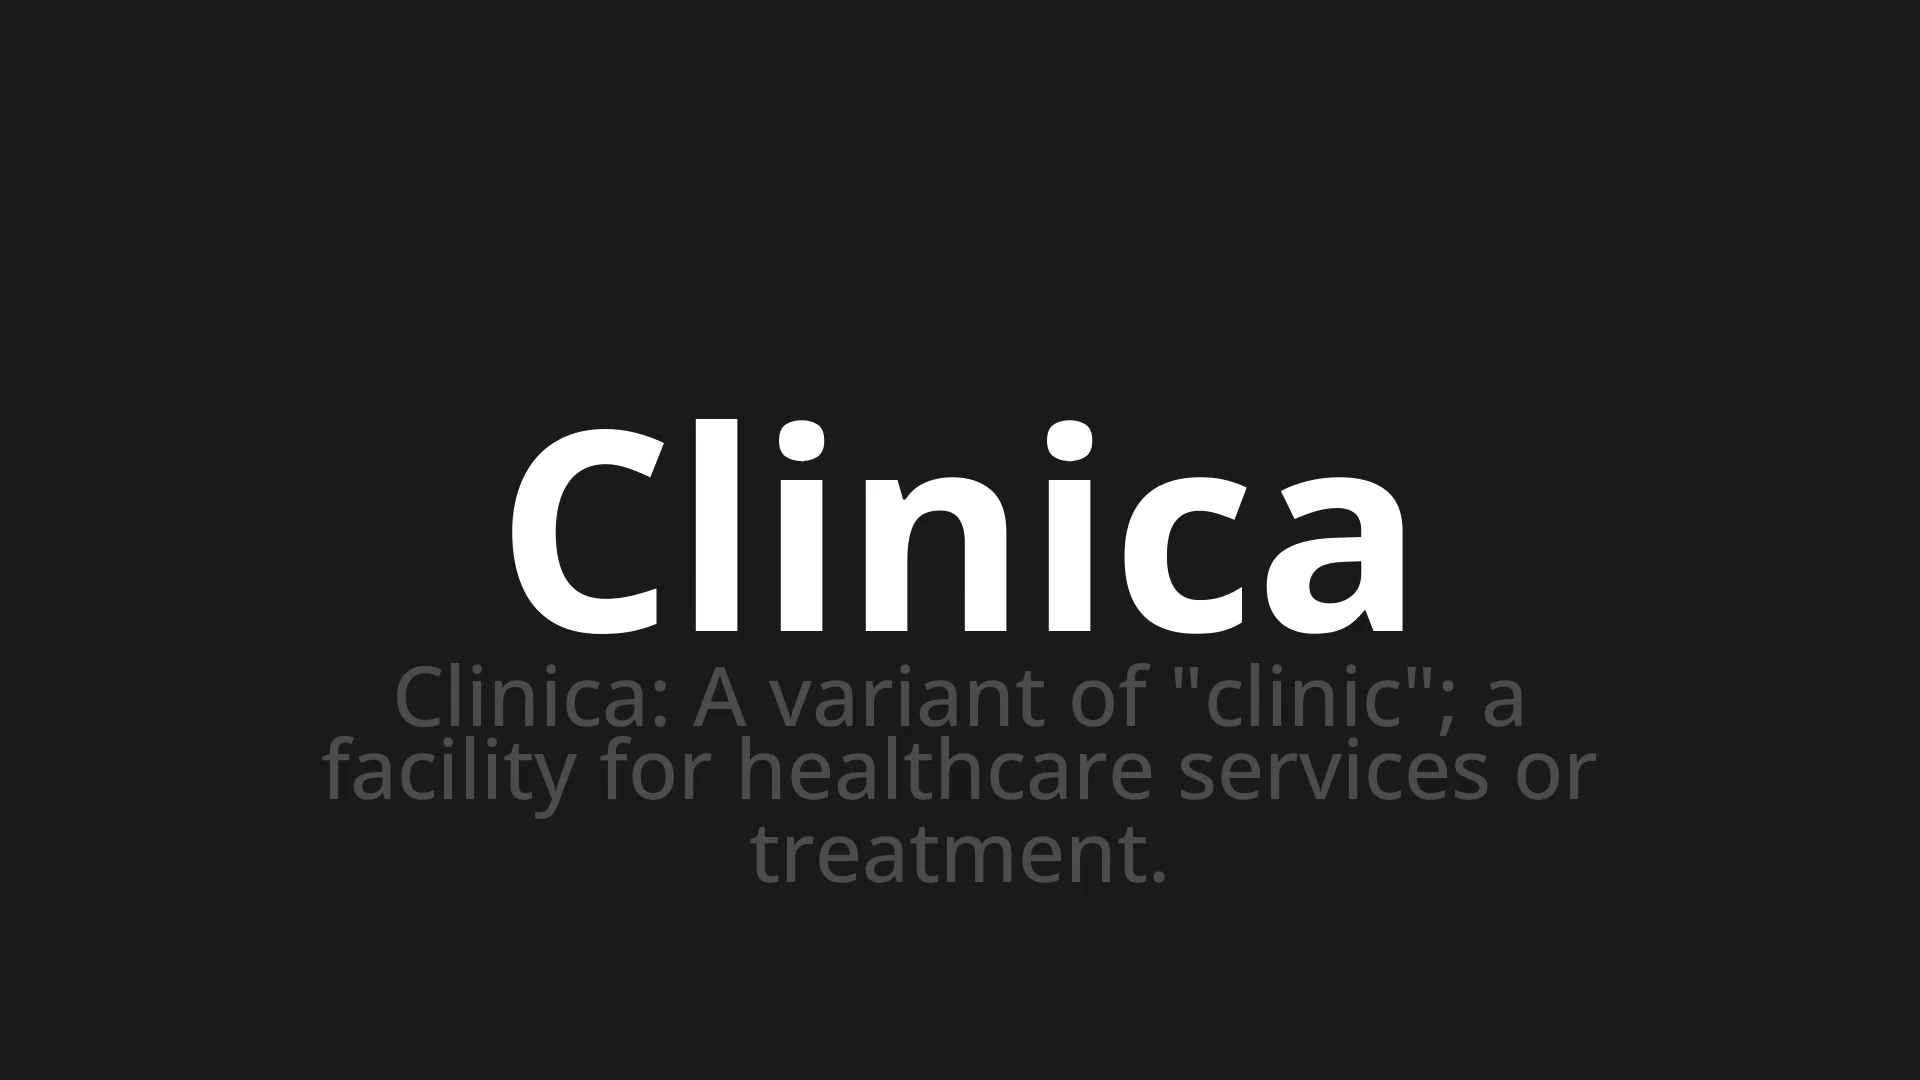 Clinica
Clinica: A variant of "clinic"; a
facility for healthcare services or
treatment.